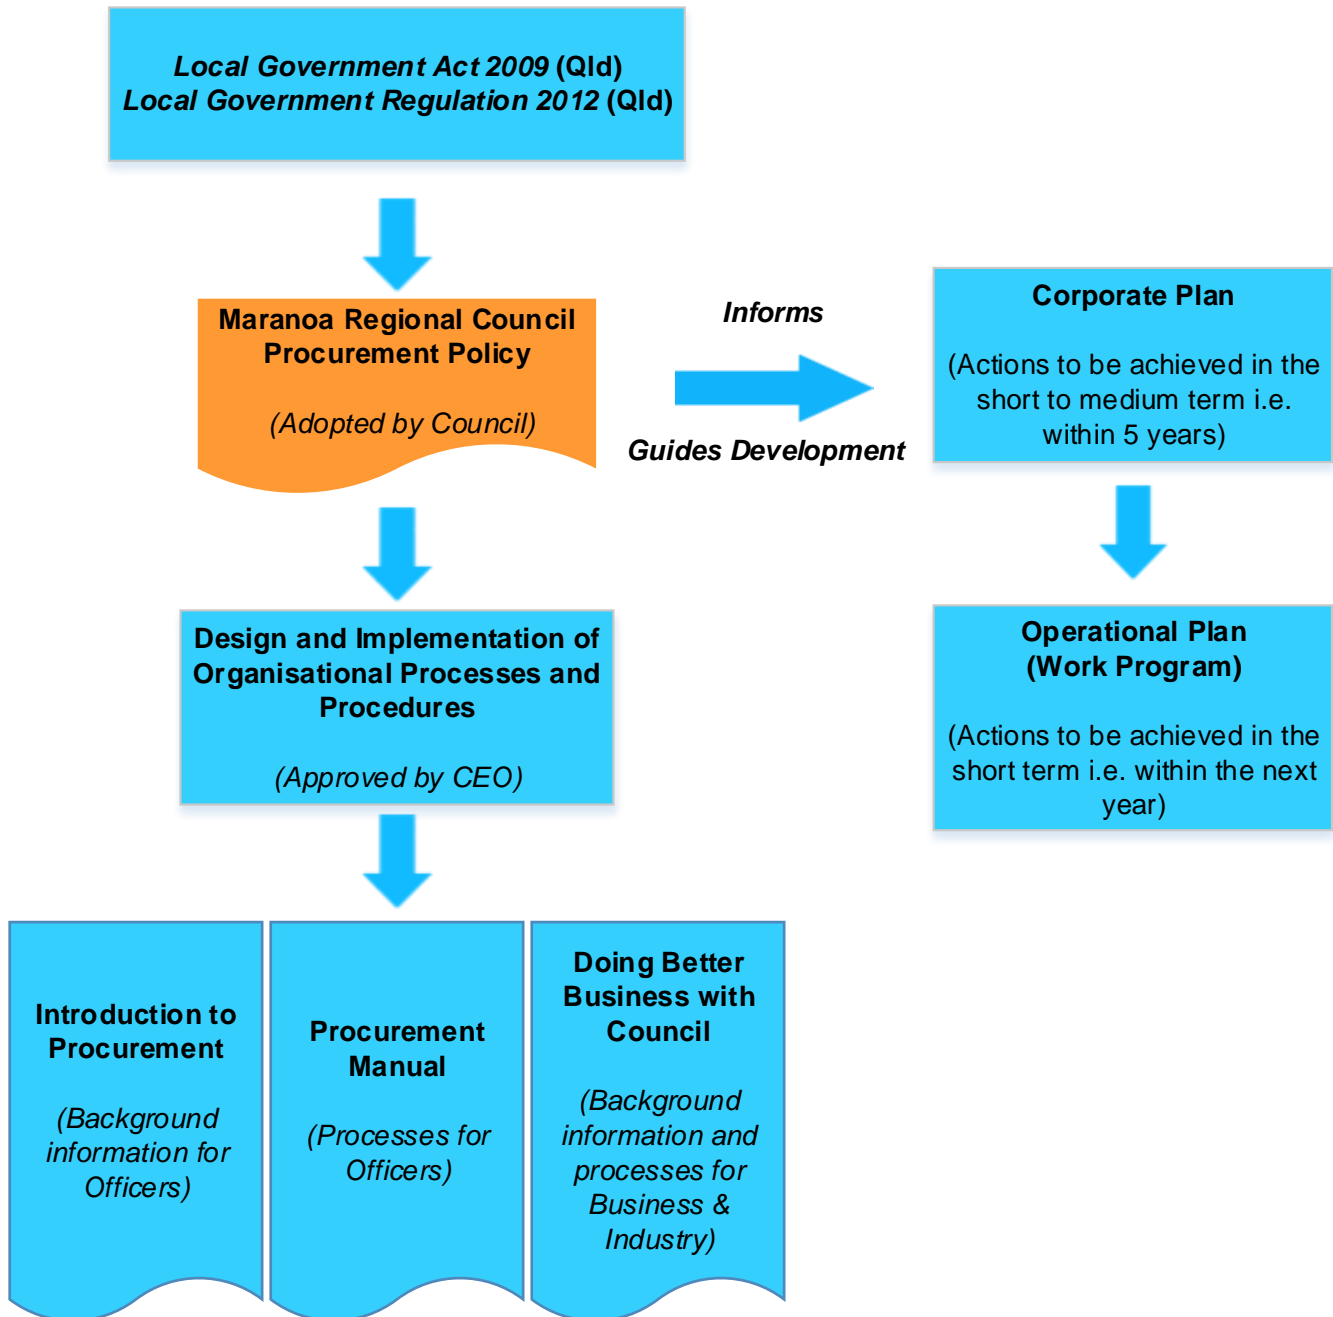 Local Government Act 2009 (Qld)
Local Government Regulation 2012 (Qld)
Maranoa Regional Council
Procurement Policy
(Adopted by Council)
Informs
Guides Development
Corporate Plan
(Actions to be achieved in the
short to medium term i.e.
within 5 years)
Operational Plan
(Work Program)
(Actions to be achieved in the
short term i.e. within the next
year)
Design and Implementation of
Organisational Processes and
Procedures
(Approved by CEO)
Introduction to
Procurement
(Background
information for
Officers)
Procurement
Manual
(Processes for
Officers)
Doing Better
Business with
Council
(Background
information and
processes for
Business &
Industry)